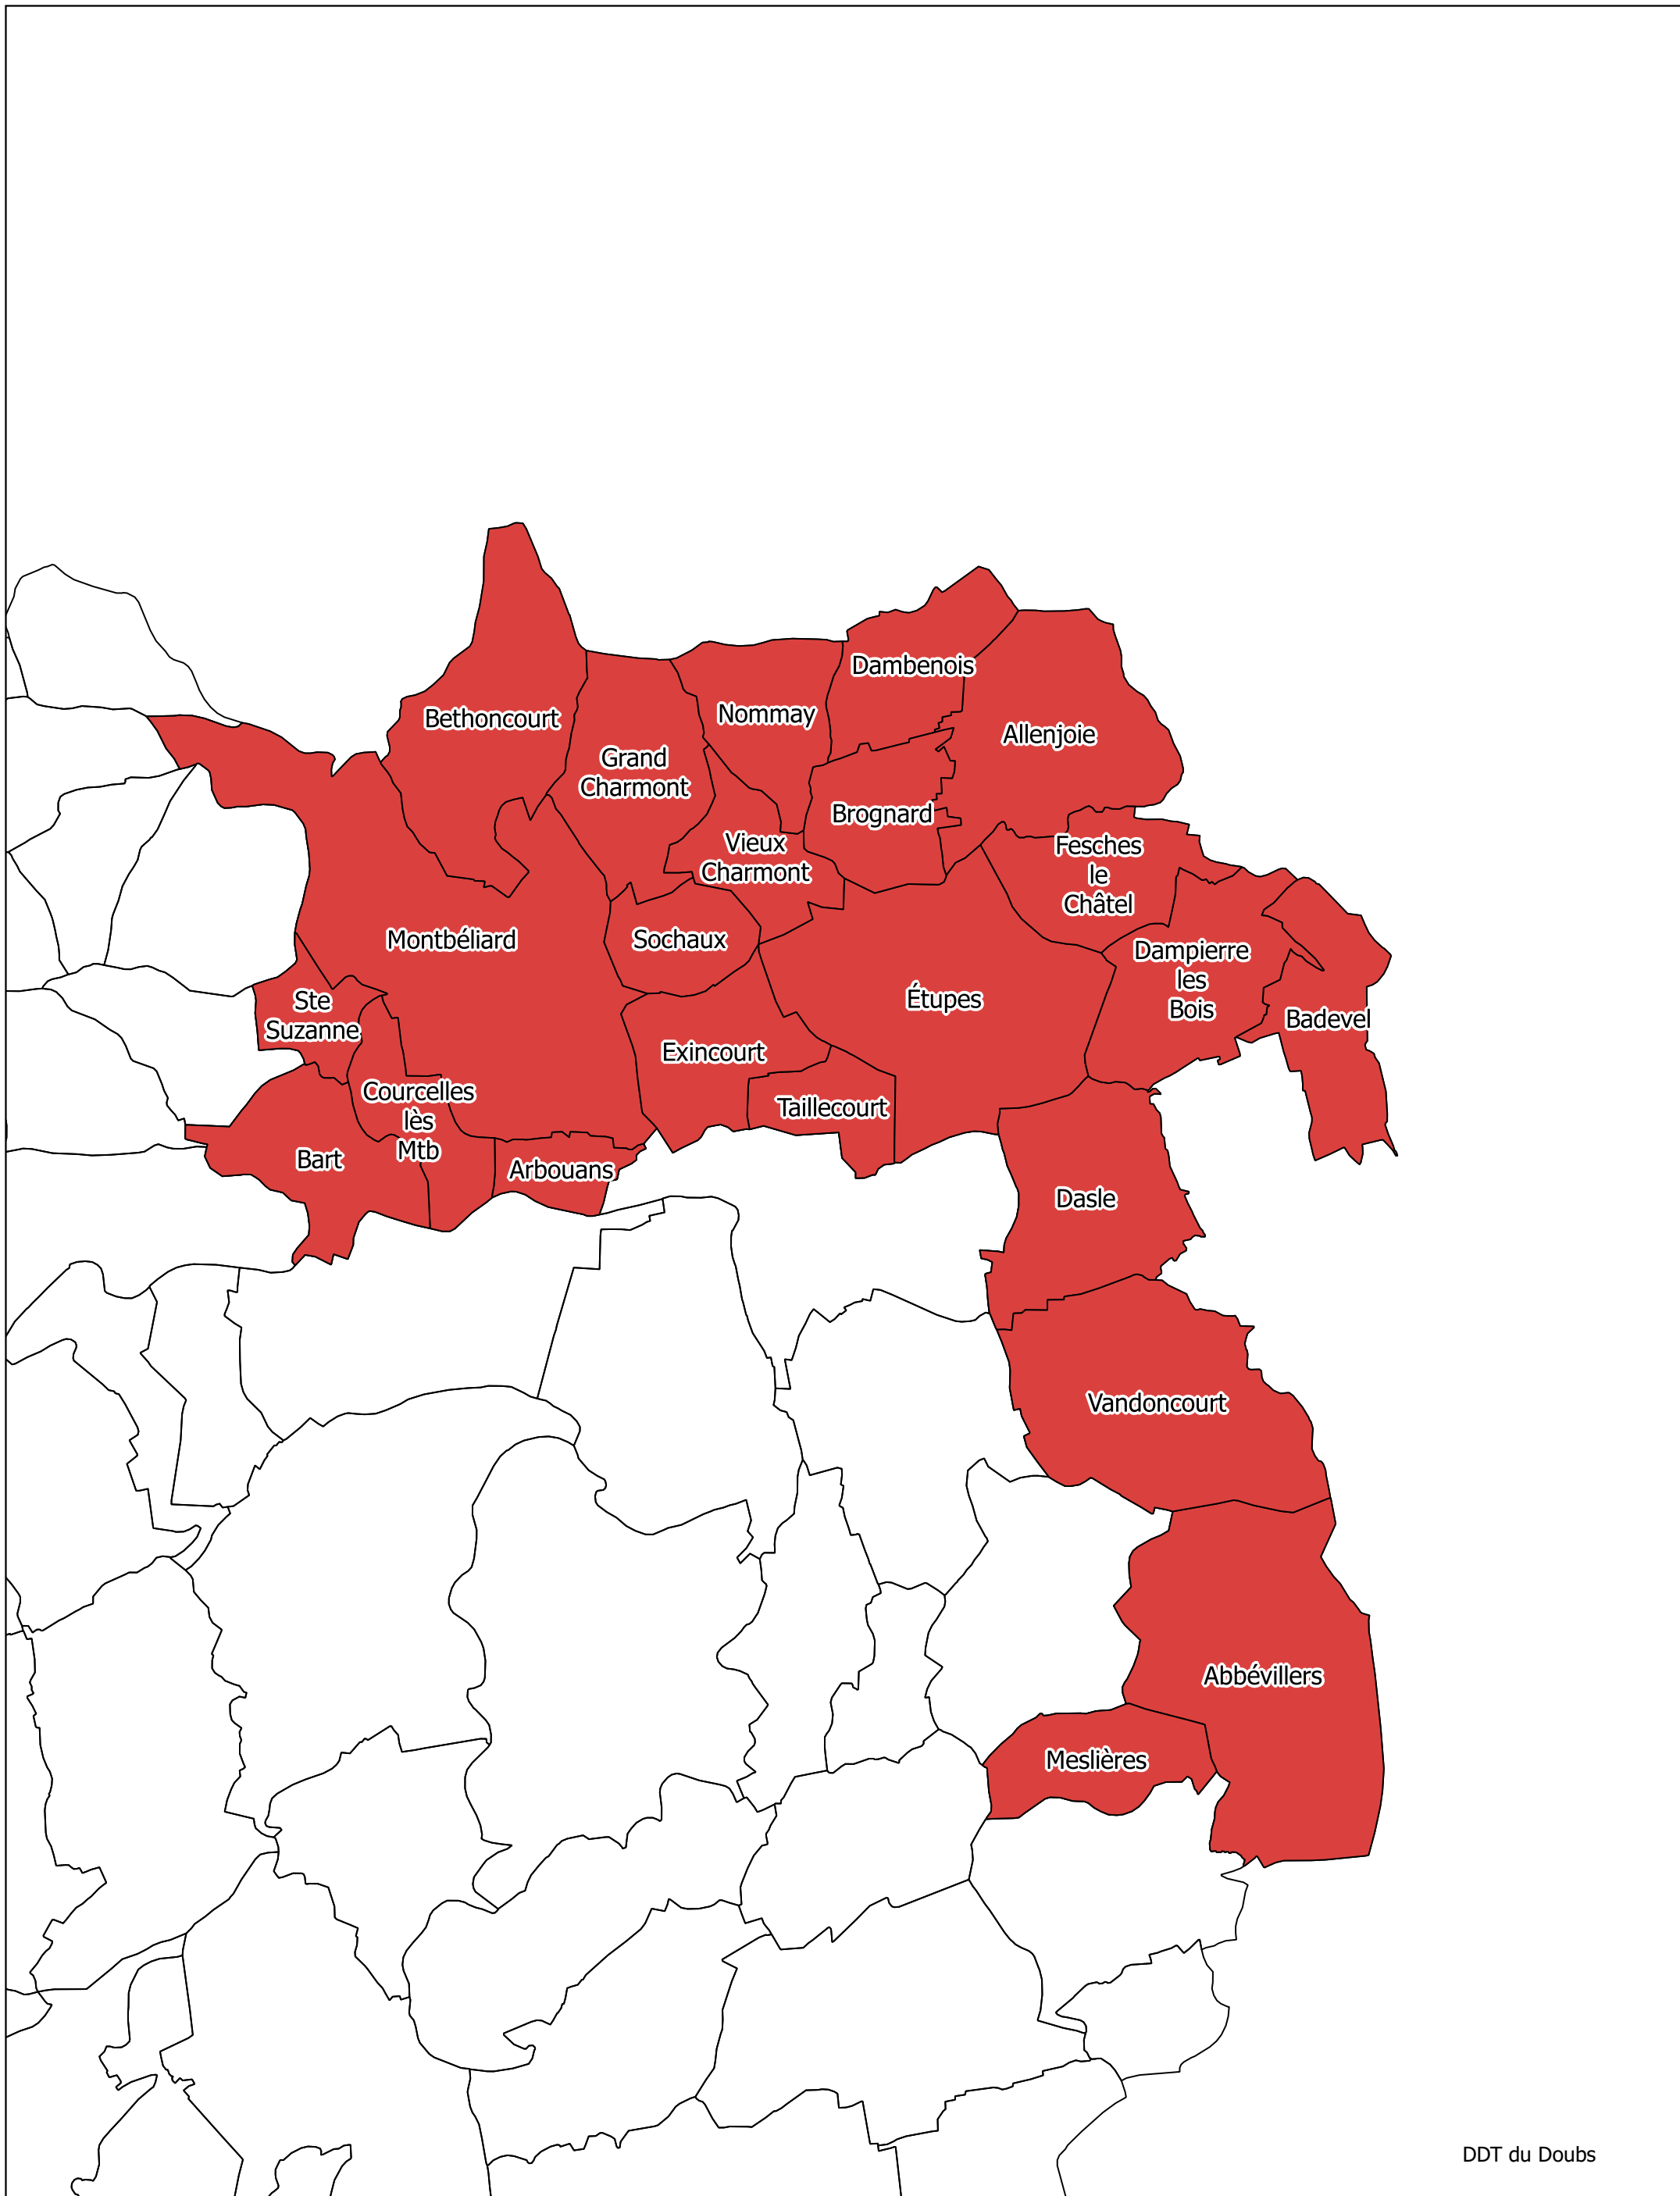 Dambenois
Bethoncourt
Nommay
Allenjoie
Grand
Charmont
Brognard
Vieux
Charmont
Fesches
le
Châtel
Montbéliard
Sochaux
Dampierre
les
Bois
Étupes
Ste
Suzanne
Badevel
Exincourt
Courcelles
lès
Mtb
Taillecourt
Bart
Arbouans
Dasle
Vandoncourt
Abbévillers
Meslières
DDT du Doubs